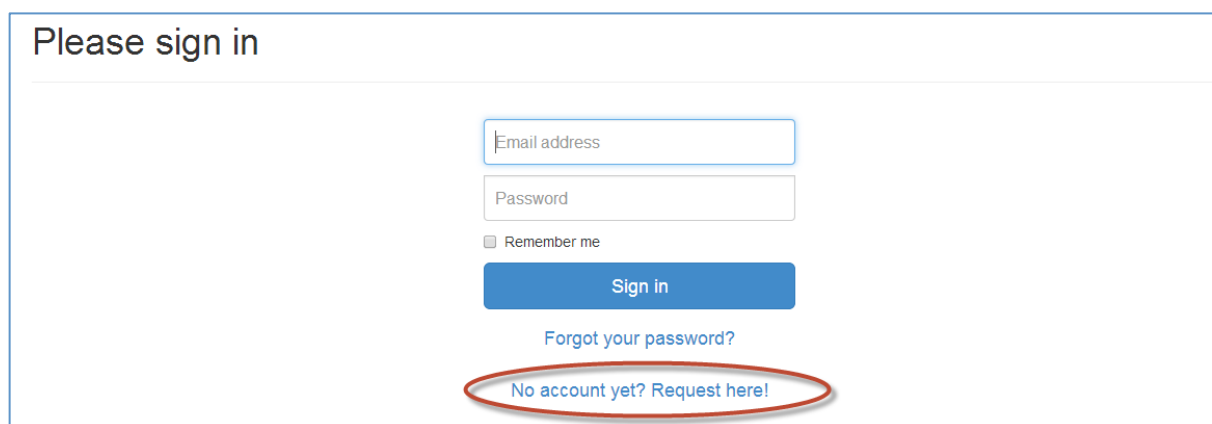 Please sign in
Email address
Password
Remember me
Sign in
Forgot your password?
No account yet? Request here!